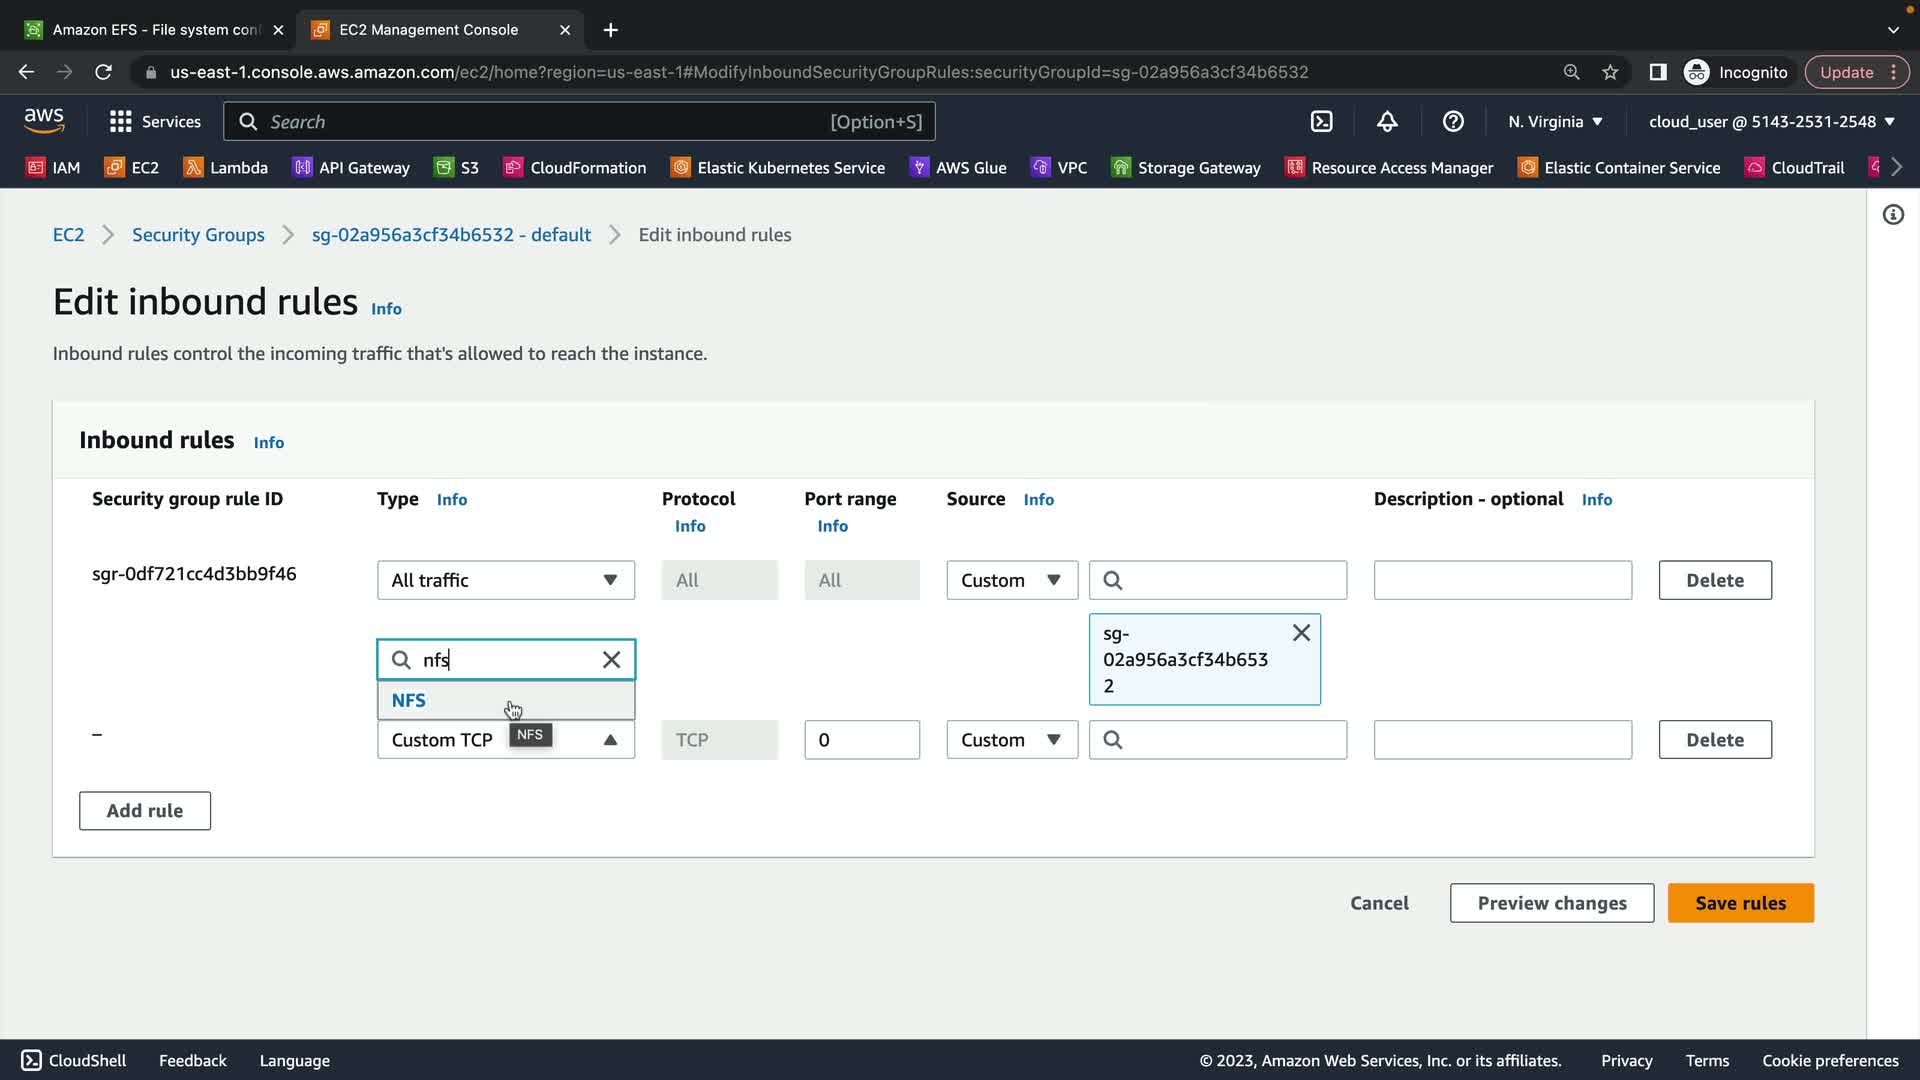 Amazon EFS - File system con
EC2 Management Console
us-east-1.console.aws.amazon.com/ec2/home?region=us-east-1#ModifyInboundSecurityGroupRules:securityGroupId=sg-02a956a3cf34b6532
Incognito
Update
aws
Services
Search
[Option+S]
N. Virginia
cloud_user @ 5143-2531-2548
IAM
EC2
Lambda
API Gateway
S3
CloudFormation
Elastic Kubernetes Service
AWS Glue
VPC
Storage Gateway
Resource Access Manager
Elastic Container Service
CloudTrail
EC2
Security Groups
sg-02a956a3cf34b6532 - default
Edit inbound rules
Edit inbound rules Info
Inbound rules control the incoming traffic that's allowed to reach the instance.
Inbound rules Info
Security group rule ID
Type Info
Protocol Info
Port range Info
Source Info
Description - optional Info
sgr-0df721cc4d3bb9f46
All traffic
All
All
Custom
Delete
sg-
02a956a3cf34b653
2
nfs
NFS
NFS
–
Custom TCP
TCP
0
Custom
Delete
Add rule
Cancel
Preview changes
Save rules
CloudShell
Feedback
Language
© 2023, Amazon Web Services, Inc. or its affiliates.
Privacy
Terms
Cookie preferences